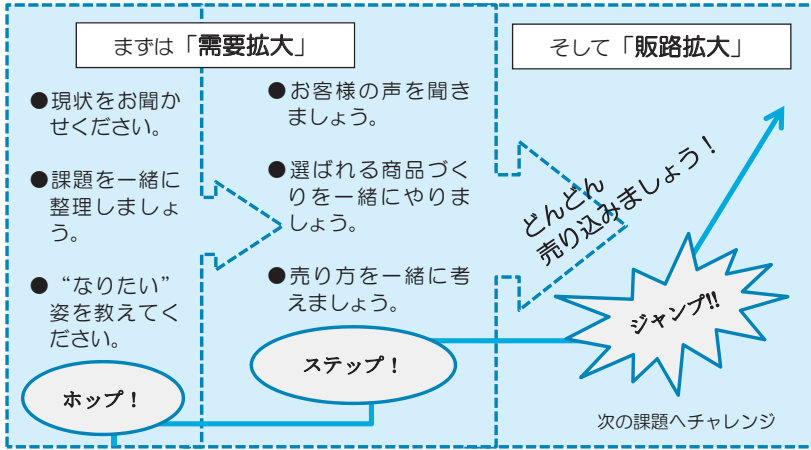 まずは「需要拡大」
●現状をお聞か
せください。
●課題を一緒に
整理しましょ
う。
●“なりたい”
姿を教えてく
ださい。
ホップ！
●お客様の声を聞き
ましょう。
●選ばれる商品づく
りを一緒にやりま
しょう。
●売り方を一緒に考
えましょう。
ステップ！
そして「販路拡大」
どんどん
売り込みましょう！
ジャンプ!!
次の課題へチャレンジ